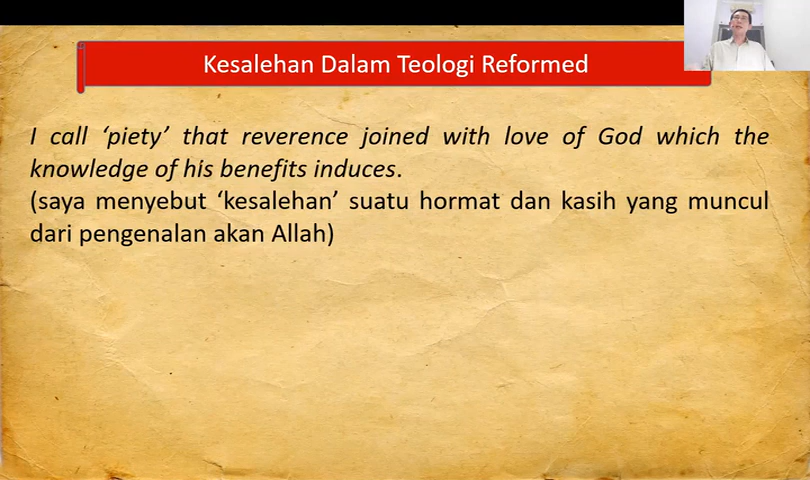 Kesalehan Dalam Teologi Reformed
I call ‘piety’ that reverence joined with love of God which the
knowledge of his benefits induces.
(saya menyebut ‘kesalehan’ suatu hormat dan kasih yang muncul
dari pengenalan akan Allah)